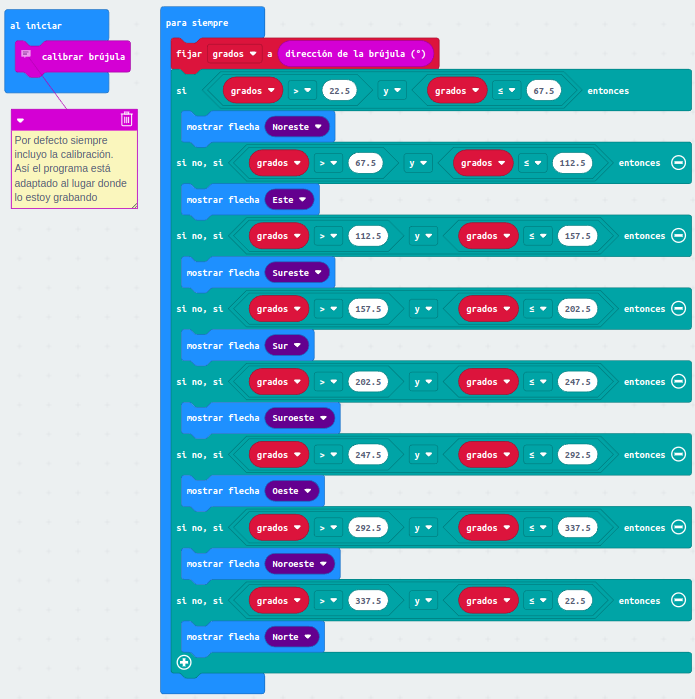 al iniciar
calibrar brújula
Por defecto siempre
incluyo la calibración.
Así el programa está
adaptado al lugar donde
lo estoy grabando
para siempre
fijar grados a dirección de la brújula (°)
si grados > 22.5 y grados ≤ 67.5 entonces
mostrar flecha Noreste
si no, si grados > 67.5 y grados ≤ 112.5 entonces
mostrar flecha Este
si no, si grados > 112.5 y grados ≤ 157.5 entonces
mostrar flecha Sureste
si no, si grados > 157.5 y grados ≤ 202.5 entonces
mostrar flecha Sur
si no, si grados > 202.5 y grados ≤ 247.5 entonces
mostrar flecha Suroeste
si no, si grados > 247.5 y grados ≤ 292.5 entonces
mostrar flecha Oeste
si no, si grados > 292.5 y grados ≤ 337.5 entonces
mostrar flecha Noroeste
si no, si grados > 337.5 y grados ≤ 22.5 entonces
mostrar flecha Norte